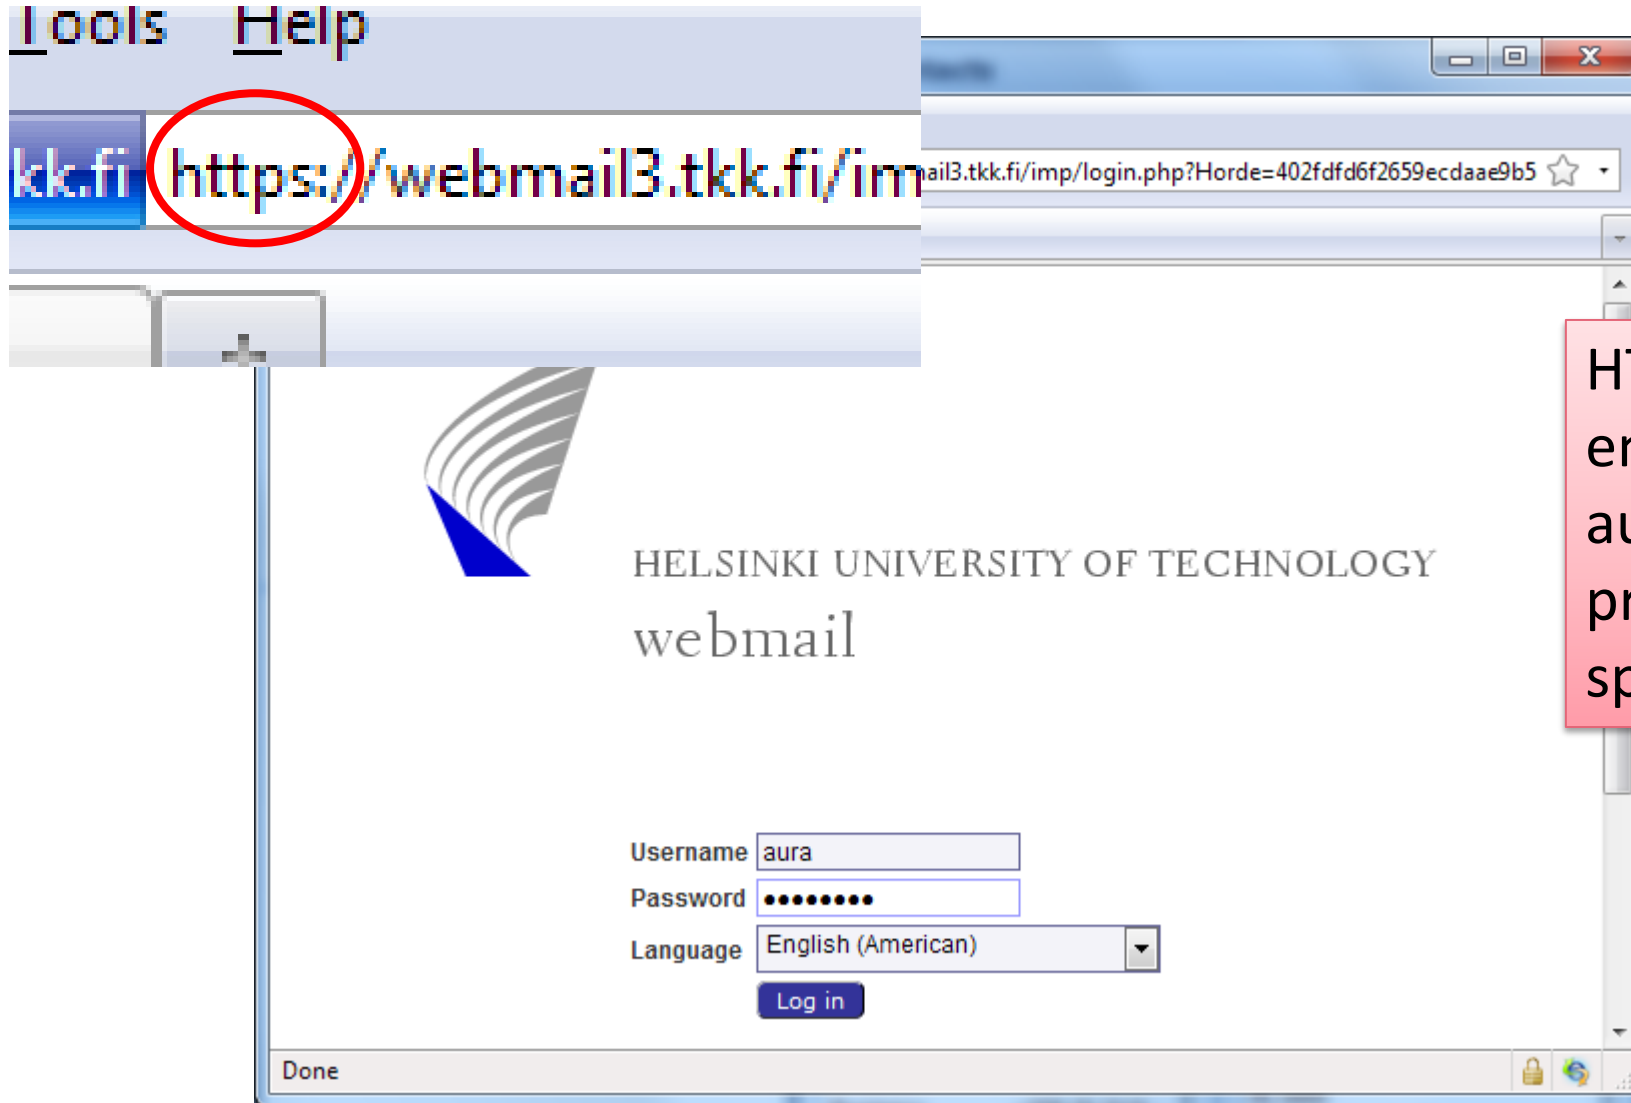 Tools Help
kk.fi https://webmail3.tkk.fi/im
ail3.tkk.fi/imp/login.php?Horde=402fdfd6f2659ecdaae9b5
HELSINKI UNIVERSITY OF TECHNOLOGY
webmail
Username aura
Password ••••••••
Language English (American)
Log in
Done